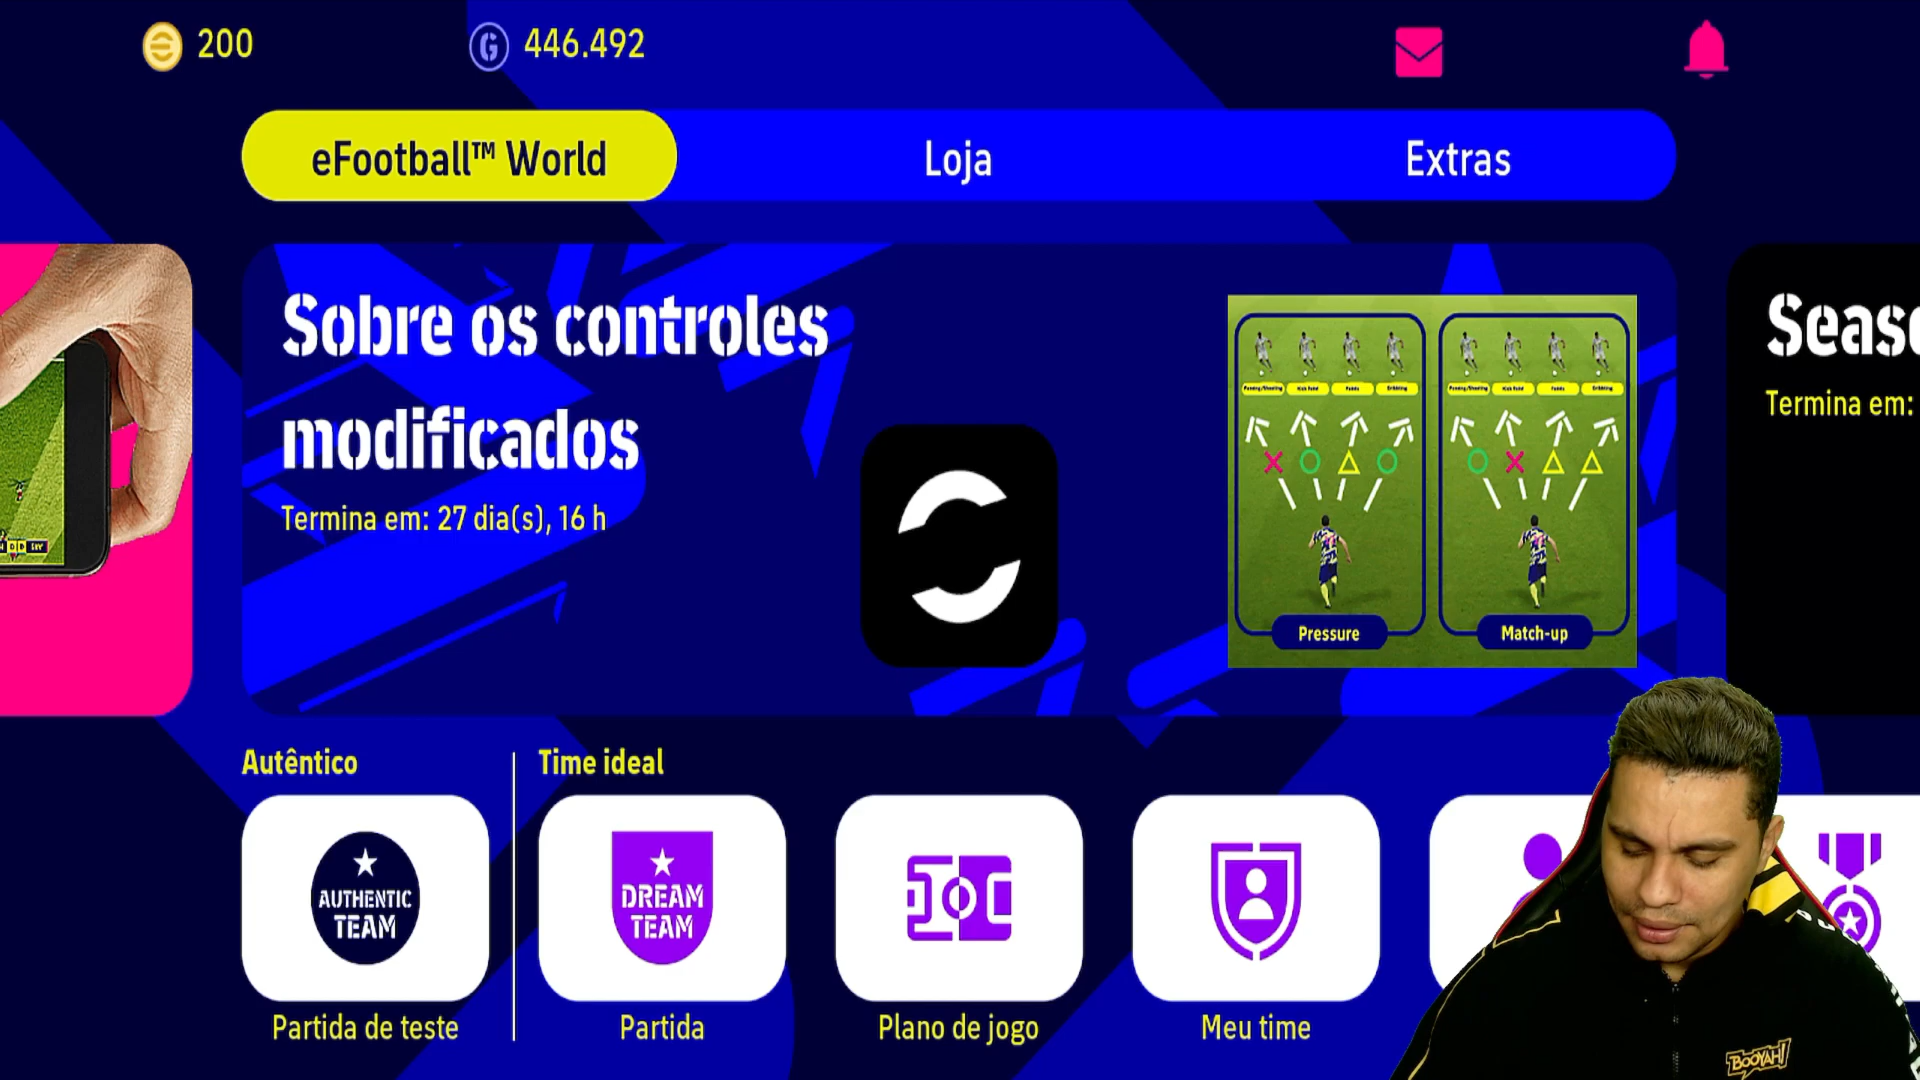 200
446.492
eFootball™ World
Loja
Extras
Sobre os controles
modificados
Termina em: 27 dia(s), 16 h
Pressure
Match-up
Termina em:
Autêntico
Time ideal
AUTHENTIC
TEAM
DREAM
TEAM
Partida de teste
Partida
Plano de jogo
Meu time
BOOYAH!